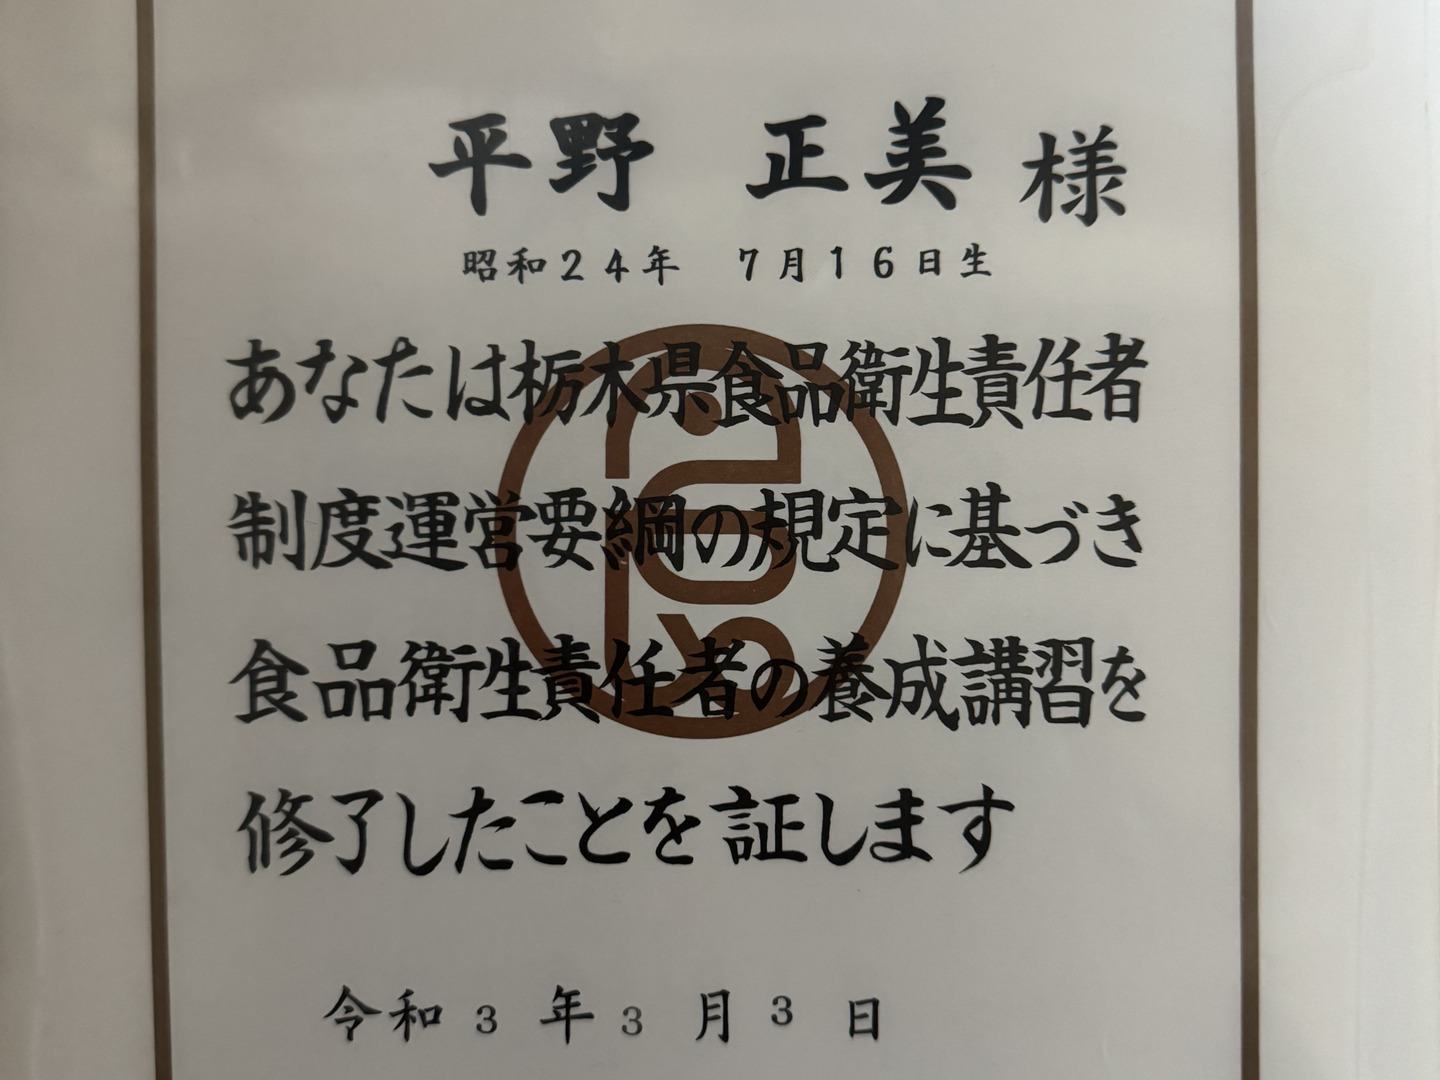 平野　正美 様
昭和２４年　７月１６日生
あなたは栃木県食品衛生責任者
制度運営要綱の規定に基づき
食品衛生責任者の養成講習を
修了したことを証します
令和 3 年 3 月 3 日